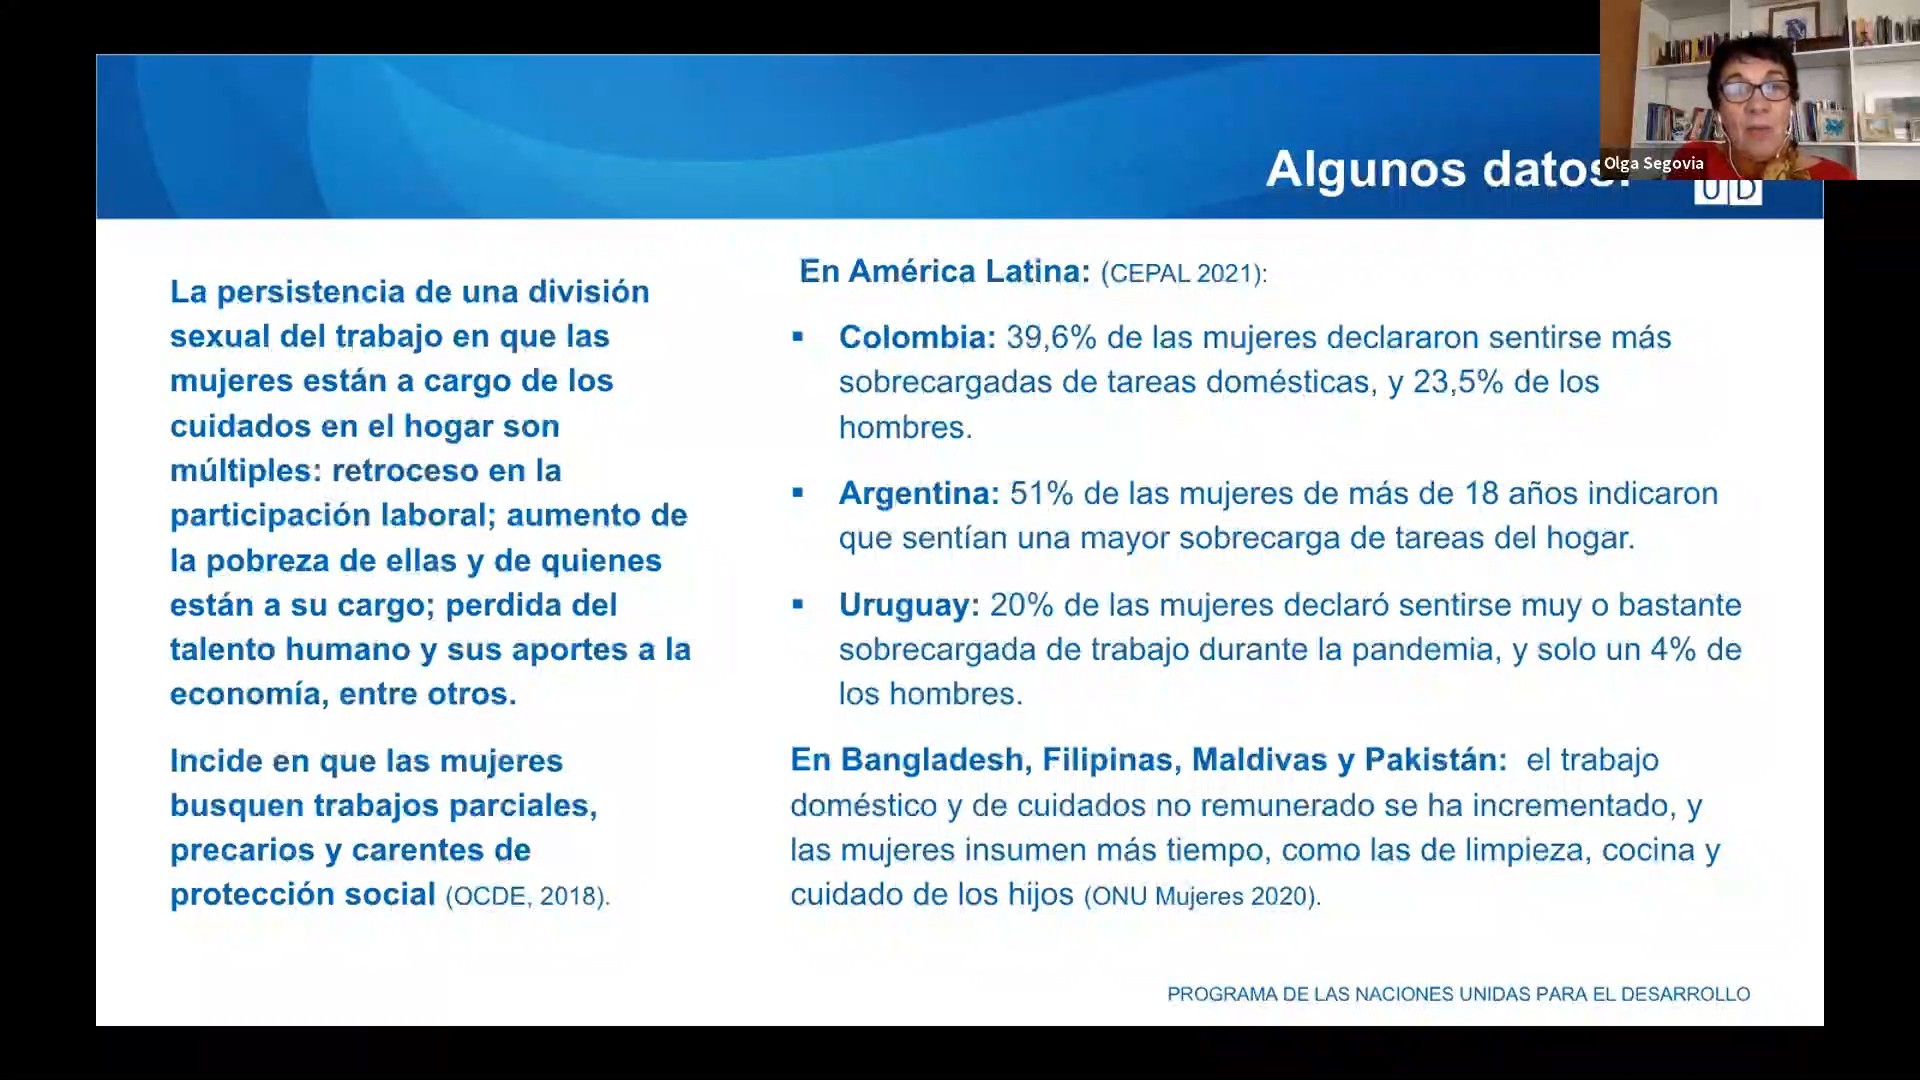 Olga Segovia
Algunos datos:
U D
La persistencia de una división
sexual del trabajo en que las
mujeres están a cargo de los
cuidados en el hogar son
múltiples: retroceso en la
participación laboral; aumento de
la pobreza de ellas y de quienes
están a su cargo; perdida del
talento humano y sus aportes a la
economía, entre otros.
Incide en que las mujeres
busquen trabajos parciales,
precarios y carentes de
protección social (OCDE, 2018).
En América Latina: (CEPAL 2021):
▪ Colombia: 39,6% de las mujeres declararon sentirse más
sobrecargadas de tareas domésticas, y 23,5% de los
hombres.
▪ Argentina: 51% de las mujeres de más de 18 años indicaron
que sentían una mayor sobrecarga de tareas del hogar.
▪ Uruguay: 20% de las mujeres declaró sentirse muy o bastante
sobrecargada de trabajo durante la pandemia, y solo un 4% de
los hombres.
En Bangladesh, Filipinas, Maldivas y Pakistán: el trabajo
doméstico y de cuidados no remunerado se ha incrementado, y
las mujeres insumen más tiempo, como las de limpieza, cocina y
cuidado de los hijos (ONU Mujeres 2020).
PROGRAMA DE LAS NACIONES UNIDAS PARA EL DESARROLLO